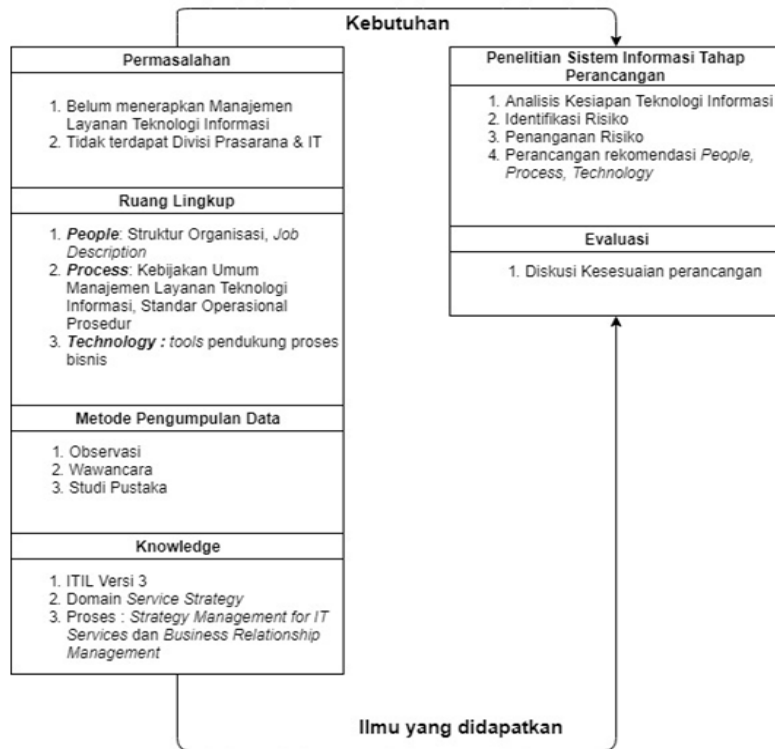 Kebutuhan
Permasalahan
1. Belum menerapkan Manajemen
Layanan Teknologi Informasi
2. Tidak terdapat Divisi Prasarana & IT
Ruang Lingkup
1. People: Struktur Organisasi, Job
Description
2. Process: Kebijakan Umum
Manajemen Layanan Teknologi
Informasi, Standar Operasional
Prosedur
3. Technology : tools pendukung proses
bisnis
Metode Pengumpulan Data
1. Observasi
2. Wawancara
3. Studi Pustaka
Knowledge
1. ITIL Versi 3
2. Domain Service Strategy
3. Proses : Strategy Management for IT
Services dan Business Relationship
Management
Penelitian Sistem Informasi Tahap
Perancangan
1. Analisis Kesiapan Teknologi Informasi
2. Identifikasi Risiko
3. Penanganan Risiko
4. Perancangan rekomendasi People,
Process, Technology
Evaluasi
1. Diskusi Kesesuaian perancangan
Ilmu yang didapatkan